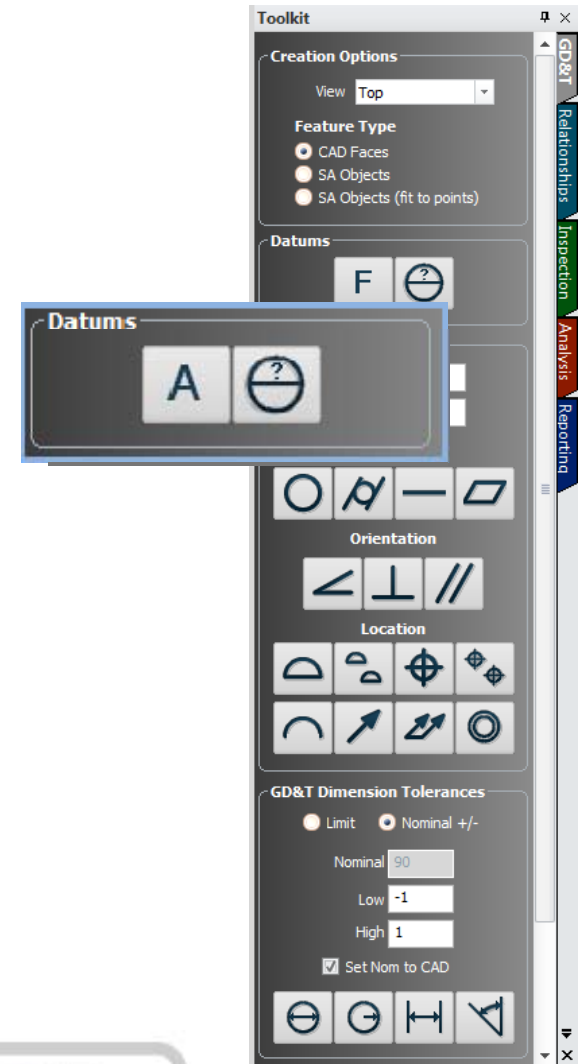 Toolkit
Creation Options
View Top
Feature Type
CAD Faces
SA Objects
SA Objects (fit to points)
Datums
F ?
Datums
A ?
Orientation
Location
GD&T Dimension Tolerances
Limit Nominal +/-
Nominal 90
Low -1
High 1
Set Nom to CAD
GD&T
Relationships
Inspection
Analysis
Reporting